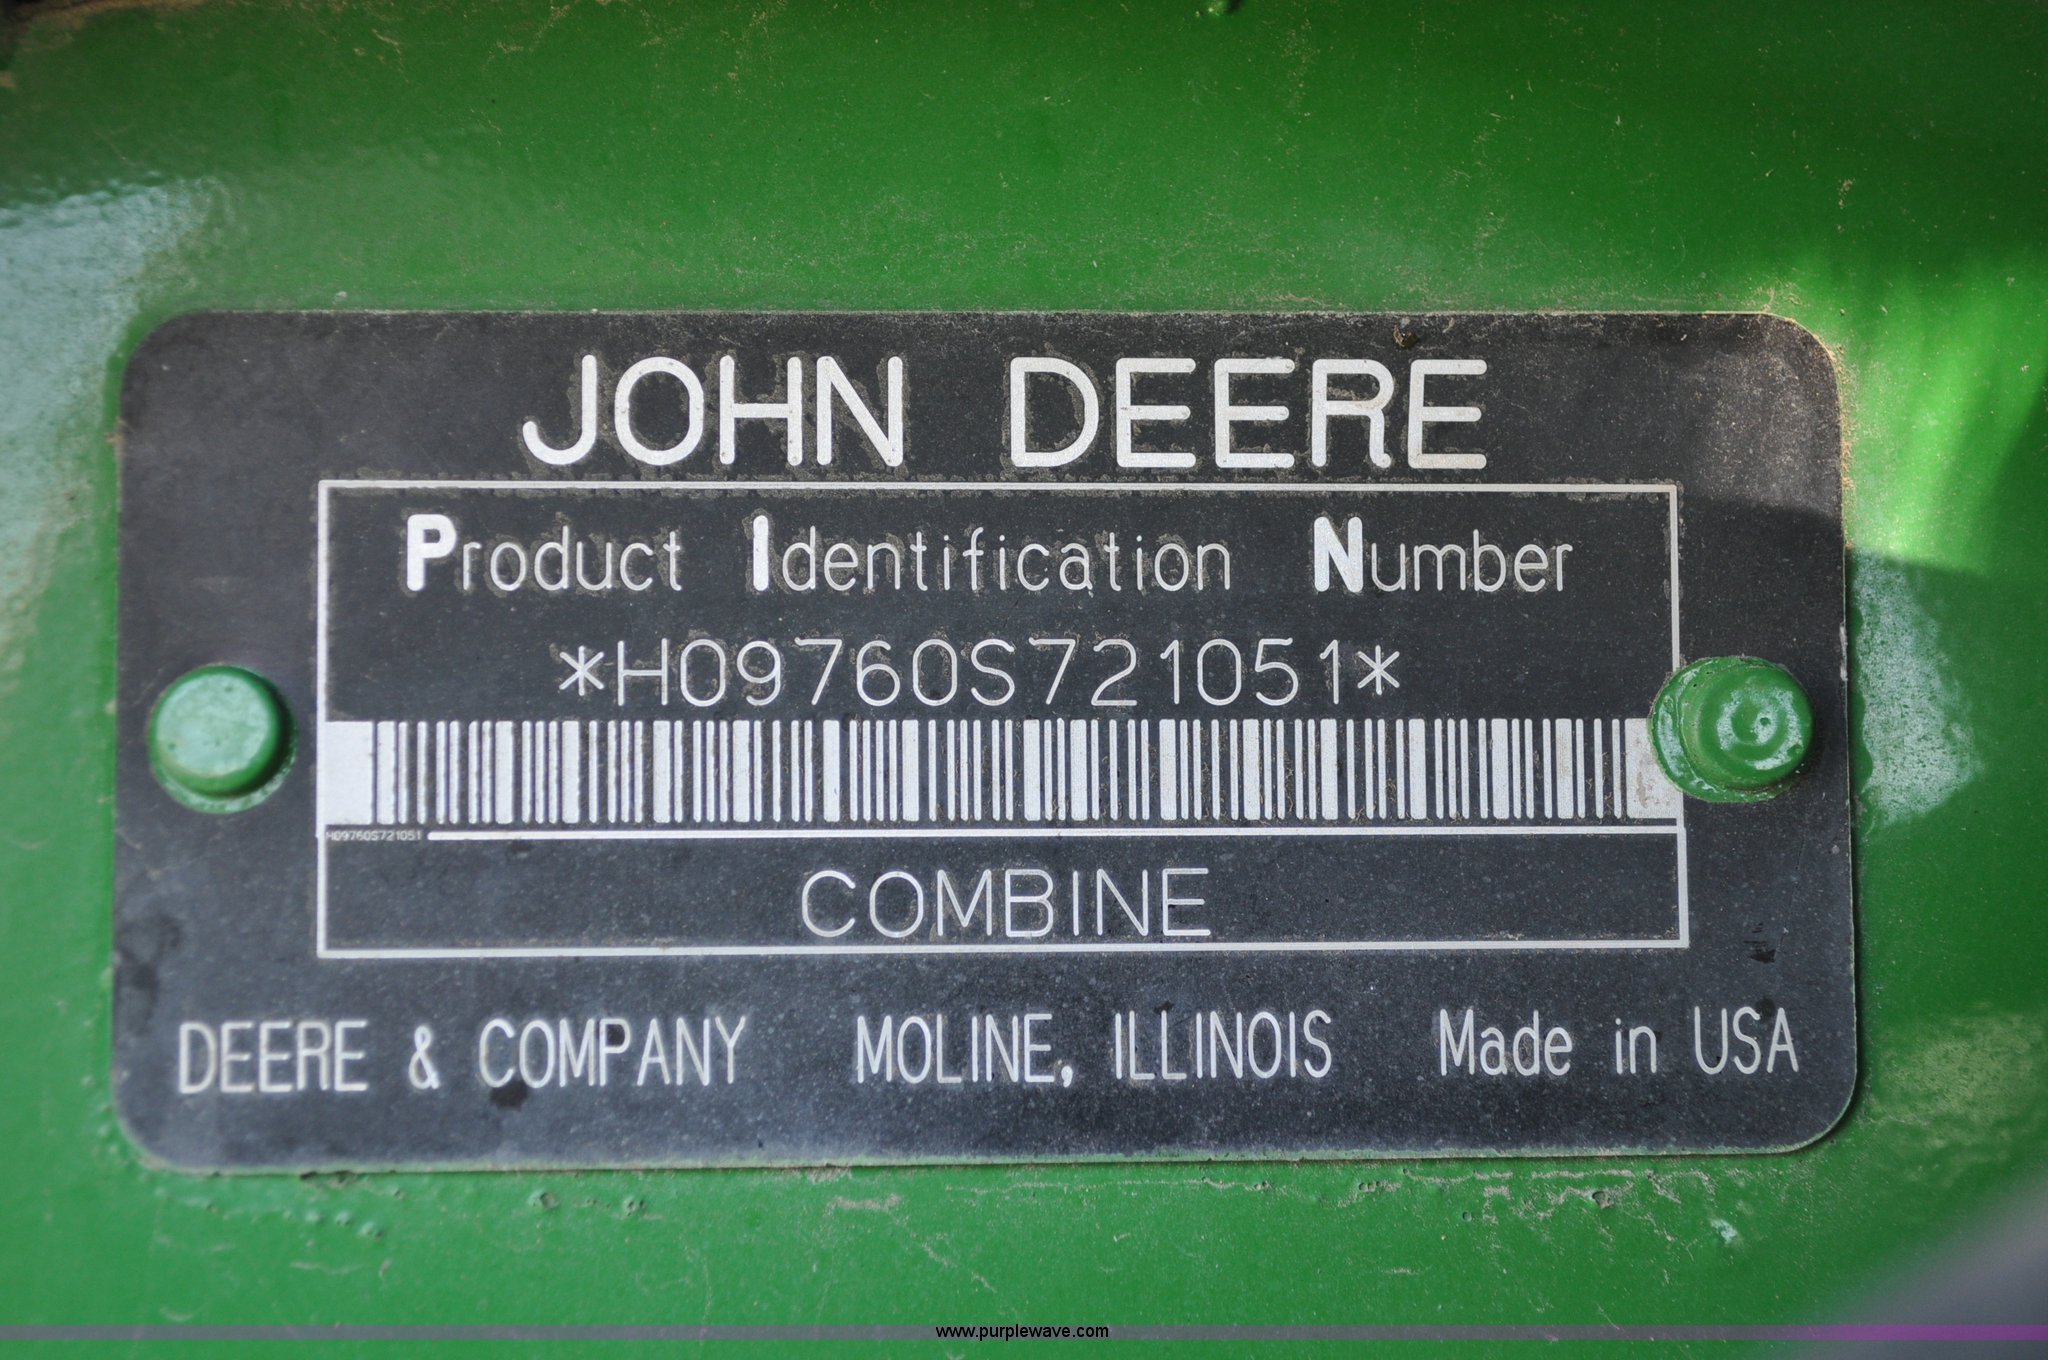 JOHN DEERE
Product Identification Number
*H09760S721051*
H09760S721051
COMBINE
DEERE & COMPANY MOLINE, ILLINOIS Made in USA
www.purplewave.com